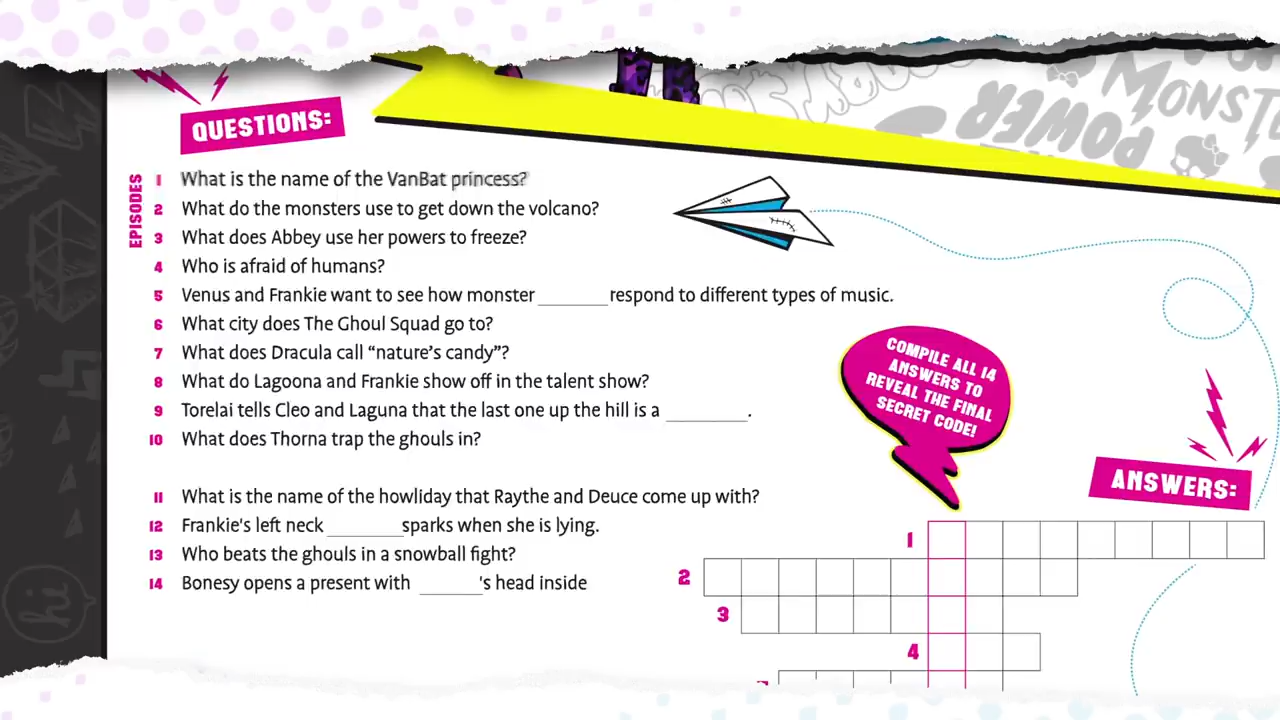 MONST
POWER
QUESTIONS:
EPISODES
1 What is the name of the VanBat princess?
2 What do the monsters use to get down the volcano?
3 What does Abbey use her powers to freeze?
4 Who is afraid of humans?
5 Venus and Frankie want to see how monster ________ respond to different types of music.
6 What city does The Ghoul Squad go to?
7 What does Dracula call “nature’s candy”?
8 What do Lagoona and Frankie show off in the talent show?
9 Torelai tells Cleo and Laguna that the last one up the hill is a _________.
10 What does Thorna trap the ghouls in?
11 What is the name of the howliday that Raythe and Deuce come up with?
12 Frankie's left neck ________ sparks when she is lying.
13 Who beats the ghouls in a snowball fight?
14 Bonesy opens a present with _______'s head inside
COMPILE ALL 14
ANSWERS TO
REVEAL THE FINAL
SECRET CODE!
ANSWERS:
1
2
3
4
hi